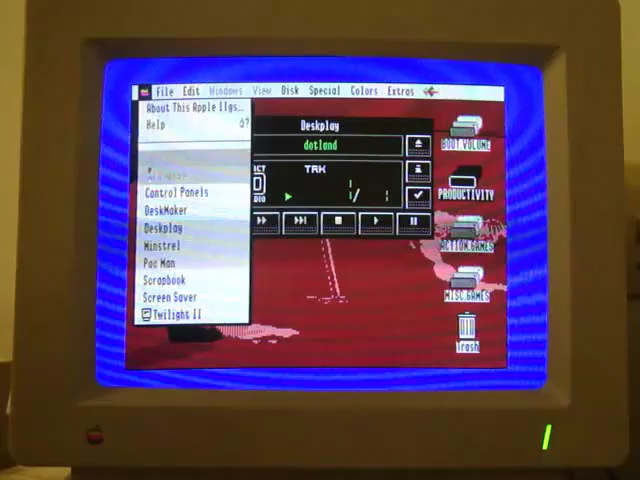 File Edit Windows View Disk Special Colors Extras
About This Apple IIgs...
Help ?
Control Panels
DeskMaker
Deskplay
Minstrel
Pac Man
Scrapbook
Screen Saver
Twilight II
Deskplay
dotland
TRK
/
BOOT VOLUME
PRODUCTIVITY
ACTION.GAMES
MISC.GAMES
Trash